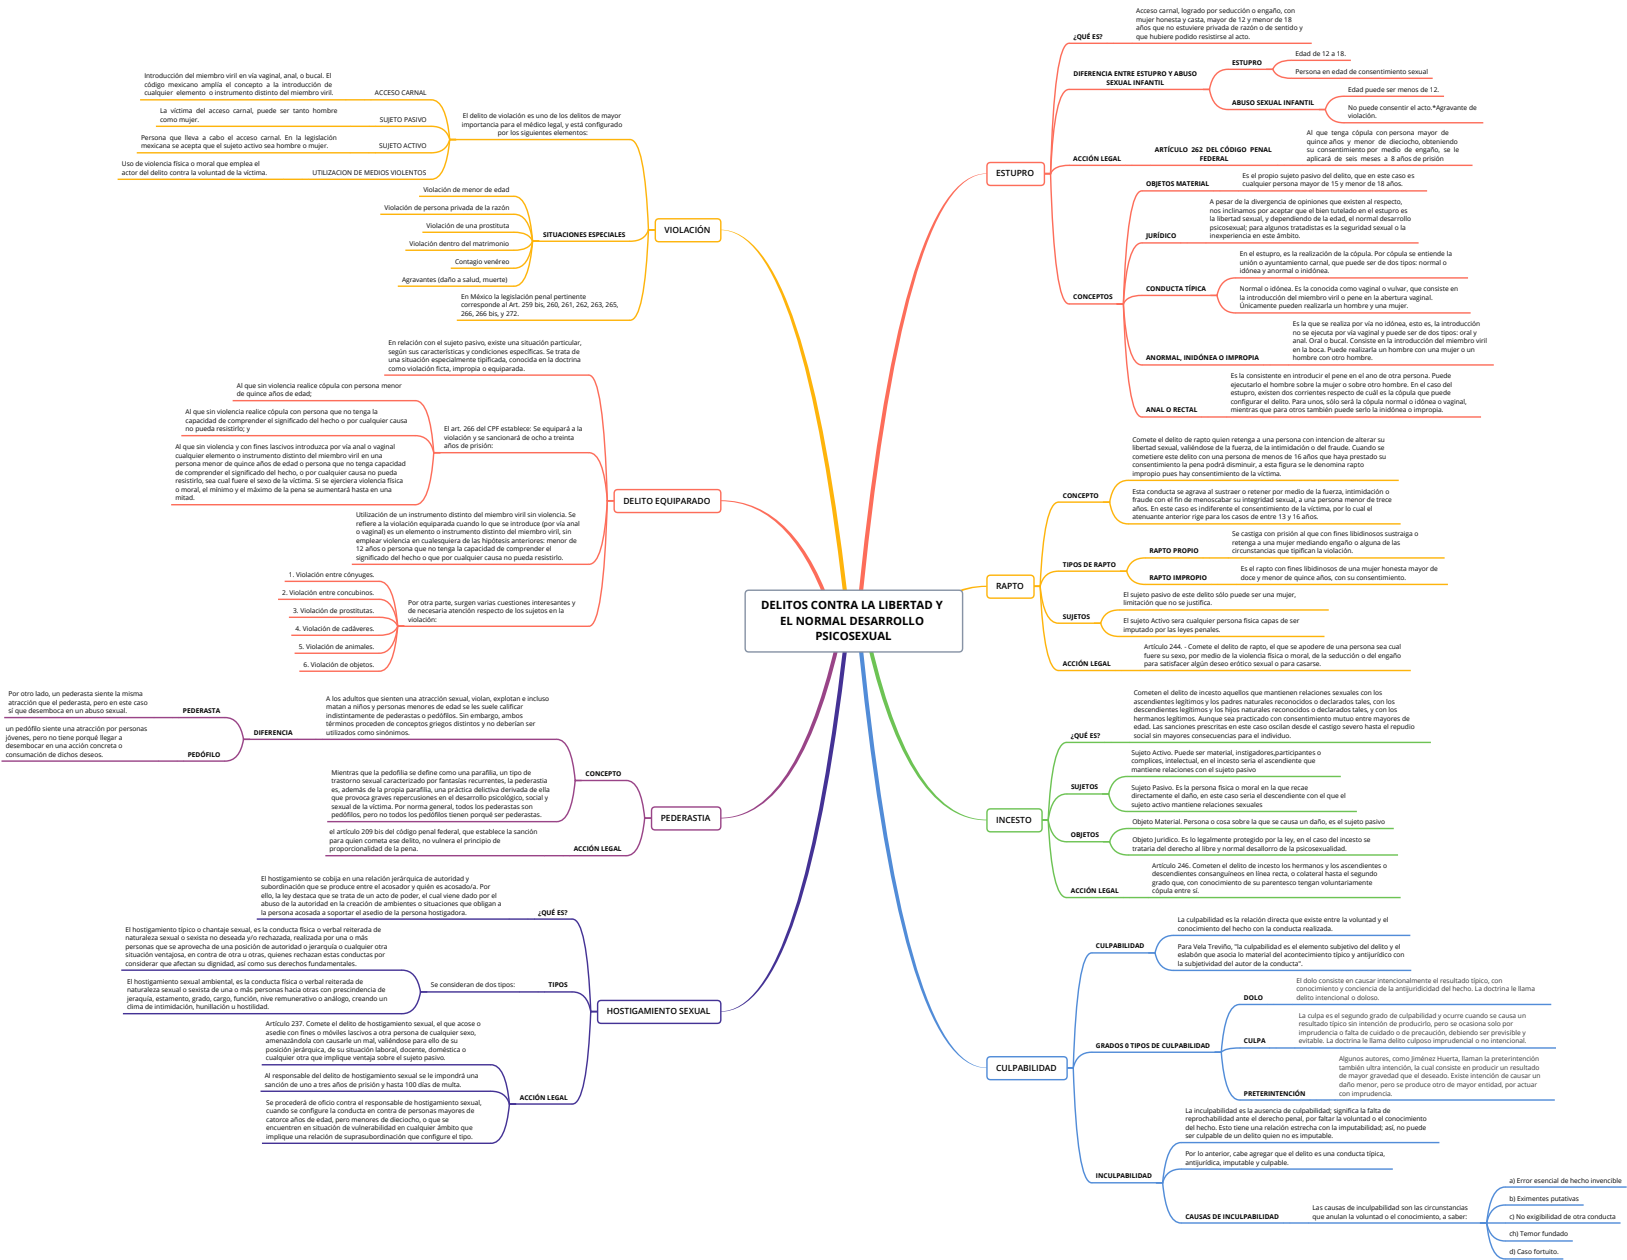 DELITOS CONTRA LA LIBERTAD Y
EL NORMAL DESARROLLO
PSICOSEXUAL
ESTUPRO
¿QUÉ ES?
Acceso carnal, logrado por seducción o engaño, con
mujer honesta y casta, mayor de 12 y menor de 18
años que no estuviere privada de razón o de sentido y
que hubiere podido resistirse al acto.
DIFERENCIA ENTRE ESTUPRO Y ABUSO
SEXUAL INFANTIL
ESTUPRO
Edad de 12 a 18.
Persona en edad de consentimiento sexual
ABUSO SEXUAL INFANTIL
Edad puede ser menos de 12.
No puede consentir el acto.*Agravante de
violación.
ACCIÓN LEGAL
ARTÍCULO 262 DEL CÓDIGO PENAL
FEDERAL
Al que tenga cópula con persona mayor de
quince años y menor de dieciocho, obteniendo
su consentimiento por medio de engaño, se le
aplicará de seis meses a 8 años de prisión
CONCEPTOS
OBJETOS MATERIAL
Es el propio sujeto pasivo del delito, que en este caso es
cualquier persona mayor de 15 y menor de 18 años.
JURÍDICO
A pesar de la divergencia de opiniones que existen al respecto,
nos inclinamos por aceptar que el bien tutelado en el estupro es
la libertad sexual, y dependiendo de la edad, el normal desarrollo
psicosexual; para algunos tratadistas es la seguridad sexual o la
inexperiencia en este ámbito.
CONDUCTA TÍPICA
En el estupro, es la realización de la cópula. Por cópula se entiende la
unión o ayuntamiento carnal, que puede ser de dos tipos: normal o
idónea y anormal o inidónea.
Normal o idónea. Es la conocida como vaginal o vulvar, que consiste en
la introducción del miembro viril o pene en la abertura vaginal.
Únicamente pueden realizarla un hombre y una mujer.
ANORMAL, INIDÓNEA O IMPROPIA
Es la que se realiza por vía no idónea, esto es, la introducción
no se ejecuta por vía vaginal y puede ser de dos tipos: oral y
anal. Oral o bucal. Consiste en la introducción del miembro viril
en la boca. Puede realizarla un hombre con una mujer o un
hombre con otro hombre.
ANAL O RECTAL
Es la consistente en introducir el pene en el ano de otra persona. Puede
ejecutarlo el hombre sobre la mujer o sobre otro hombre. En el caso del
estupro, existen dos corrientes respecto de cuál es la cópula que puede
configurar el delito. Para unos, sólo será la cópula normal o idónea o vaginal,
mientras que para otros también puede serlo la inidónea o impropia.
RAPTO
CONCEPTO
Comete el delito de rapto quien retenga a una persona con intencion de alterar su
libertad sexual, valiéndose de la fuerza, de la intimidación o del fraude. Cuando se
cometiere este delito con una persona de menos de 16 años que haya prestado su
consentimiento la pena podrá disminuir, a esta figura se le denomina rapto
impropio pues hay consentimiento de la víctima.
Esta conducta se agrava al sustraer o retener por medio de la fuerza, intimidación o
fraude con el fin de menoscabar su integridad sexual, a una persona menor de trece
años. En este caso es indiferente el consentimiento de la víctima, por lo cual el
atenuante anterior rige para los casos de entre 13 y 16 años.
TIPOS DE RAPTO
RAPTO PROPIO
Se castiga con prisión al que con fines libidinosos sustraiga o
retenga a una mujer mediando engaño o alguna de las
circunstancias que tipifican la violación.
RAPTO IMPROPIO
Es el rapto con fines libidinosos de una mujer honesta mayor de
doce y menor de quince años, con su consentimiento.
SUJETOS
El sujeto pasivo de este delito sólo puede ser una mujer,
limitación que no se justifica.
El sujeto Activo sera cualquier persona fisica capas de ser
imputado por las leyes penales.
ACCIÓN LEGAL
Artículo 244. - Comete el delito de rapto, el que se apodere de una persona sea cual
fuere su sexo, por medio de la violencia física o moral, de la seducción o del engaño
para satisfacer algún deseo erótico sexual o para casarse.
INCESTO
¿QUÉ ES?
Cometen el delito de incesto aquellos que mantienen relaciones sexuales con los
ascendientes legítimos y los padres naturales reconocidos o declarados tales, con los
descendientes legítimos y los hijos naturales reconocidos o declarados tales, y con los
hermanos legítimos. Aunque sea practicado con consentimiento mutuo entre mayores de
edad. Las sanciones prescritas en este caso oscilan desde el castigo severo hasta el repudio
social sin mayores consecuencias para el individuo.
SUJETOS
Sujeto Activo. Puede ser material, instigadores,participantes o
complices, intelectual, en el incesto seria el ascendiente que
mantiene relaciones con el sujeto pasivo
Sujeto Pasivo. Es la persona fisica o moral en la que recae
directamente el daño, en este caso seria el descendiente con el que el
sujeto activo mantiene relaciones sexuales
OBJETOS
Objeto Material. Persona o cosa sobre la que se causa un daño, es el sujeto pasivo
Objeto Juridico. Es lo legalmente protegido por la ley, en el caso del incesto se
trataria del derecho al libre y normal desallorro de la psicosexualidad.
ACCIÓN LEGAL
Artículo 246. Cometen el delito de incesto los hermanos y los ascendientes o
descendientes consanguíneos en línea recta, o colateral hasta el segundo
grado que, con conocimiento de su parentesco tengan voluntariamente
cópula entre sí.
CULPABILIDAD
CULPABILIDAD
La culpabilidad es la relación directa que existe entre la voluntad y el
conocimiento del hecho con la conducta realizada.
Para Vela Treviño, "la culpabilidad es el elemento subjetivo del delito y el
eslabón que asocia lo material del acontecimiento típico y antijurídico con
la subjetividad del autor de la conducta".
GRADOS 0 TIPOS DE CULPABILIDAD
DOLO
El dolo consiste en causar intencionalmente el resultado típico, con
conocimiento y conciencia de la antijuridicidad del hecho. La doctrina le llama
delito intencional o doloso.
CULPA
La culpa es el segundo grado de culpabilidad y ocurre cuando se causa un
resultado típico sin intención de producirlo, pero se ocasiona solo por
imprudencia o falta de cuidado o de precaución, debiendo ser previsible y
evitable. La doctrina le llama delito culposo imprudencial o no intencional.
PRETERINTENCIÓN
Algunos autores, como Jiménez Huerta, llaman la preterintención
también ultra intención, la cual consiste en producir un resultado
de mayor gravedad que el deseado. Existe intención de causar un
daño menor, pero se produce otro de mayor entidad, por actuar
con imprudencia.
INCULPABILIDAD
La inculpabilidad es la ausencia de culpabilidad; significa la falta de
reprochabilidad ante el derecho penal, por faltar la voluntad o el conocimiento
del hecho. Esto tiene una relación estrecha con la imputabilidad; así, no puede
ser culpable de un delito quien no es imputable.
Por lo anterior, cabe agregar que el delito es una conducta típica,
antijurídica, imputable y culpable.
CAUSAS DE INCULPABILIDAD
Las causas de inculpabilidad son las circunstancias
que anulan la voluntad o el conocimiento, a saber:
a) Error esencial de hecho invencible
b) Eximentes putativas
c) No exigibilidad de otra conducta
ch) Temor fundado
d) Caso fortuito.
VIOLACIÓN
El delito de violación es uno de los delitos de mayor
importancia para el médico legal, y está configurado
por los siguientes elementos:
ACCESO CARNAL
Introducción del miembro viril en vía vaginal, anal, o bucal. El
código mexicano amplía el concepto a la introducción de
cualquier elemento o instrumento distinto del miembro viril.
SUJETO PASIVO
La víctima del acceso carnal, puede ser tanto hombre
como mujer.
SUJETO ACTIVO
Persona que lleva a cabo el acceso carnal. En la legislación
mexicana se acepta que el sujeto activo sea hombre o mujer.
UTILIZACION DE MEDIOS VIOLENTOS
Uso de violencia física o moral que emplea el
actor del delito contra la voluntad de la víctima.
SITUACIONES ESPECIALES
Violación de menor de edad
Violación de persona privada de la razón
Violación de una prostituta
Violación dentro del matrimonio
Contagio venéreo
Agravantes (daño a salud, muerte)
En México la legislación penal pertinente
corresponde al Art. 259 bis, 260, 261, 262, 263, 265,
266, 266 bis, y 272.
DELITO EQUIPARADO
En relación con el sujeto pasivo, existe una situación particular,
según sus características y condiciones específicas. Se trata de
una situación especialmente tipificada, conocida en la doctrina
como violación ficta, impropia o equiparada.
El art. 266 del CPF establece: Se equipará a la
violación y se sancionará de ocho a treinta
años de prisión:
Al que sin violencia realice cópula con persona menor
de quince años de edad;
Al que sin violencia realice cópula con persona que no tenga la
capacidad de comprender el significado del hecho o por cualquier causa
no pueda resistirlo; y
Al que sin violencia y con fines lascivos introduzca por vía anal o vaginal
cualquier elemento o instrumento distinto del miembro viril en una
persona menor de quince años de edad o persona que no tenga capacidad
de comprender el significado del hecho, o por cualquier causa no pueda
resistirlo, sea cual fuere el sexo de la víctima. Si se ejerciera violencia física
o moral, el mínimo y el máximo de la pena se aumentará hasta en una
mitad.
Utilización de un instrumento distinto del miembro viril sin violencia. Se
refiere a la violación equiparada cuando lo que se introduce (por vía anal
o vaginal) es un elemento o instrumento distinto del miembro viril, sin
emplear violencia en cualesquiera de las hipótesis anteriores: menor de
12 años o persona que no tenga la capacidad de comprender el
significado del hecho o que por cualquier causa no pueda resistirlo.
Por otra parte, surgen varias cuestiones interesantes y
de necesaria atención respecto de los sujetos en la
violación:
1. Violación entre cónyuges.
2. Violación entre concubinos.
3. Violación de prostitutas.
4. Violación de cadáveres.
5. Violación de animales.
6. Violación de objetos.
PEDERASTIA
CONCEPTO
A los adultos que sienten una atracción sexual, violan, explotan e incluso
matan a niños y personas menores de edad se les suele calificar
indistintamente de pederastas o pedófilos. Sin embargo, ambos
términos proceden de conceptos griegos distintos y no deberían ser
utilizados como sinónimos.
DIFERENCIA
PEDERASTA
Por otro lado, un pederasta siente la misma
atracción que el pederasta, pero en este caso
sí que desemboca en un abuso sexual.
PEDÓFILO
un pedófilo siente una atracción por personas
jóvenes, pero no tiene porqué llegar a
desembocar en una acción concreta o
consumación de dichos deseos.
Mientras que la pedofilia se define como una parafilia, un tipo de
trastorno sexual caracterizado por fantasías recurrentes, la pederastia
es, además de la propia parafilia, una práctica delictiva derivada de ella
que provoca graves repercusiones en el desarrollo psicológico, social y
sexual de la víctima. Por norma general, todos los pederastas son
pedófilos, pero no todos los pedófilos tienen porqué ser pederastas.
ACCIÓN LEGAL
el artículo 209 bis del código penal federal, que establece la sanción
para quien cometa ese delito, no vulnera el principio de
proporcionalidad de la pena.
HOSTIGAMIENTO SEXUAL
¿QUÉ ES?
El hostigamiento se cobija en una relación jerárquica de autoridad y
subordinación que se produce entre el acosador y quién es acosado/a. Por
ello, la ley destaca que se trata de un acto de poder, el cual viene dado por el
abuso de la autoridad en la creación de ambientes o situaciones que obligan a
la persona acosada a soportar el asedio de la persona hostigadora.
TIPOS
Se consideran de dos tipos:
El hostigamiento típico o chantaje sexual, es la conducta física o verbal reiterada de
naturaleza sexual o sexista no deseada y/o rechazada, realizada por una o más
personas que se aprovecha de una posición de autoridad o jerarquía o cualquier otra
situación ventajosa, en contra de otra u otras, quienes rechazan estas conductas por
considerar que afectan su dignidad, así como sus derechos fundamentales.
El hostigamiento sexual ambiental, es la conducta física o verbal reiterada de
naturaleza sexual o sexista de una o más personas hacia otras con prescindencia de
jeraquía, estamento, grado, cargo, función, nive remunerativo o análogo, creando un
clima de intimidación, hunillación u hostilidad.
ACCIÓN LEGAL
Artículo 237. Comete el delito de hostigamiento sexual, el que acose o
asedie con fines o móviles lascivos a otra persona de cualquier sexo,
amenazándola con causarle un mal, valiéndose para ello de su
posición jerárquica, de su situación laboral, docente, doméstica o
cualquier otra que implique ventaja sobre el sujeto pasivo.
Al responsable del delito de hostigamiento sexual se le impondrá una
sanción de uno a tres años de prisión y hasta 100 días de multa.
Se procederá de oficio contra el responsable de hostigamiento sexual,
cuando se configure la conducta en contra de personas mayores de
catorce años de edad, pero menores de dieciocho, o que se
encuentren en situación de vulnerabilidad en cualquier ámbito que
implique una relación de suprasubordinación que configure el tipo.